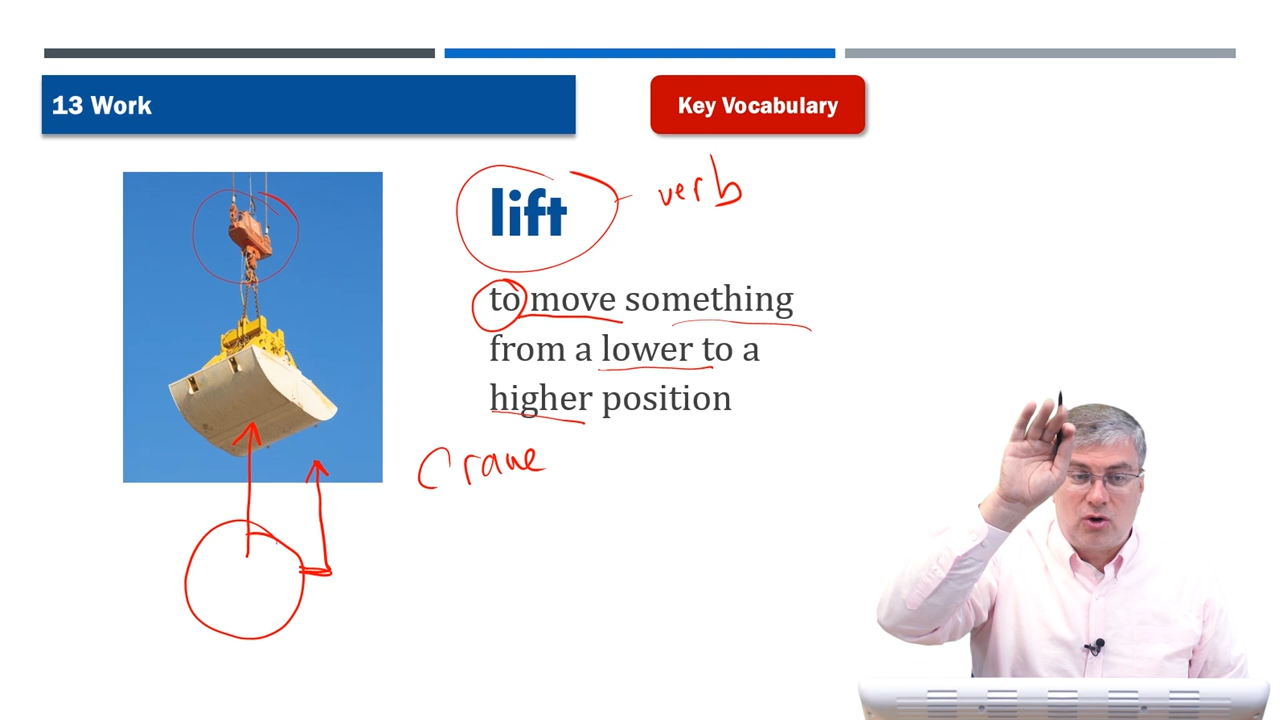 13 Work
Key Vocabulary
lift
verb
to move something
from a lower to a
higher position
Crane